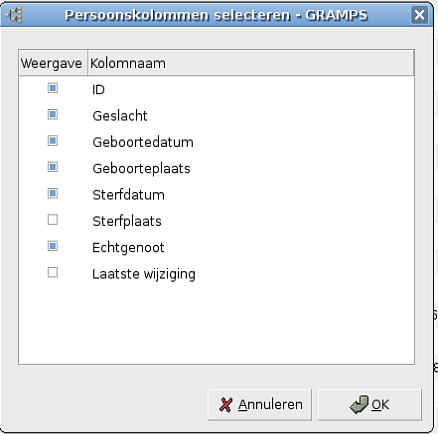 Persoonskolommen selecteren - GRAMPS
Weergave Kolomnaam
ID
Geslacht
Geboortedatum
Geboorteplaats
Sterfdatum
Sterfplaats
Echtgenoot
Laatste wijziging
Annuleren OK